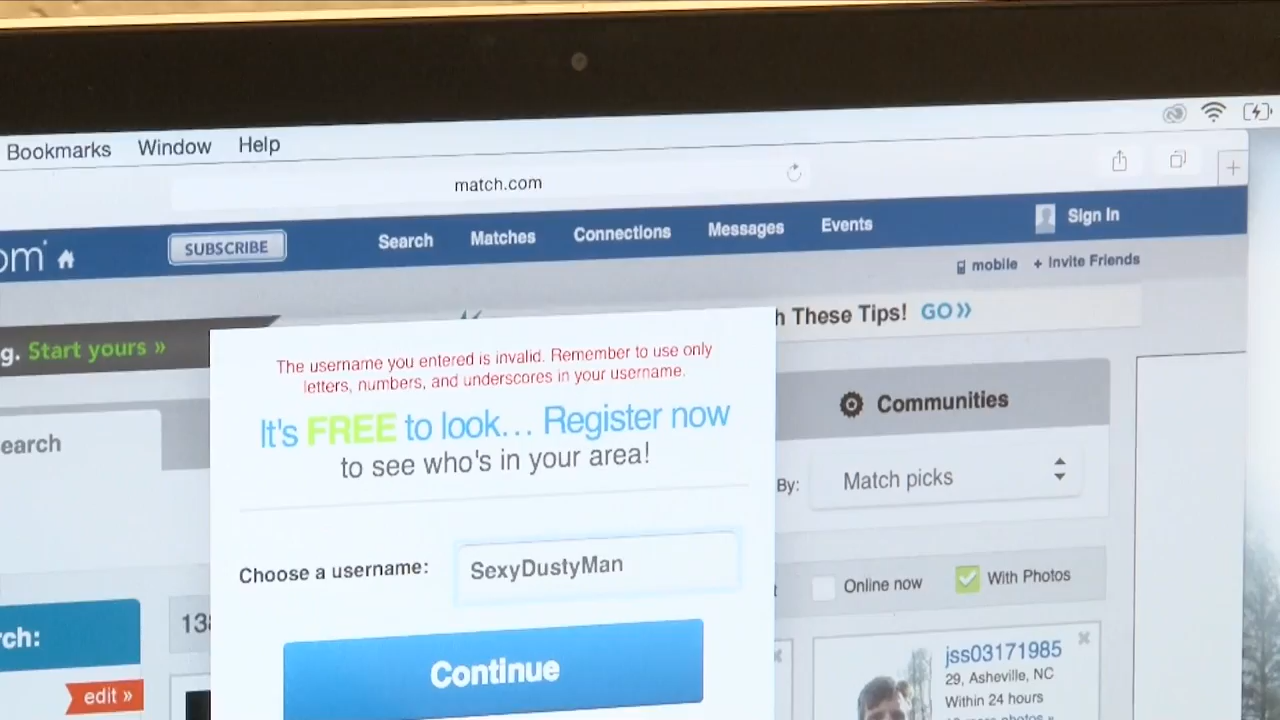 Bookmarks Window Help
match.com
om
SUBSCRIBE
Search Matches Connections Messages Events
Sign In
mobile + Invite Friends
g. Start yours »
h These Tips! GO »
The username you entered is invalid. Remember to use only
letters, numbers, and underscores in your username.
It's FREE to look... Register now
to see who's in your area!
earch
Communities
By: Match picks
Choose a username: SexyDustyMan
Online now
With Photos
13
rch:
edit »
Continue
jss03171985
29, Asheville, NC
Within 24 hours
photos »